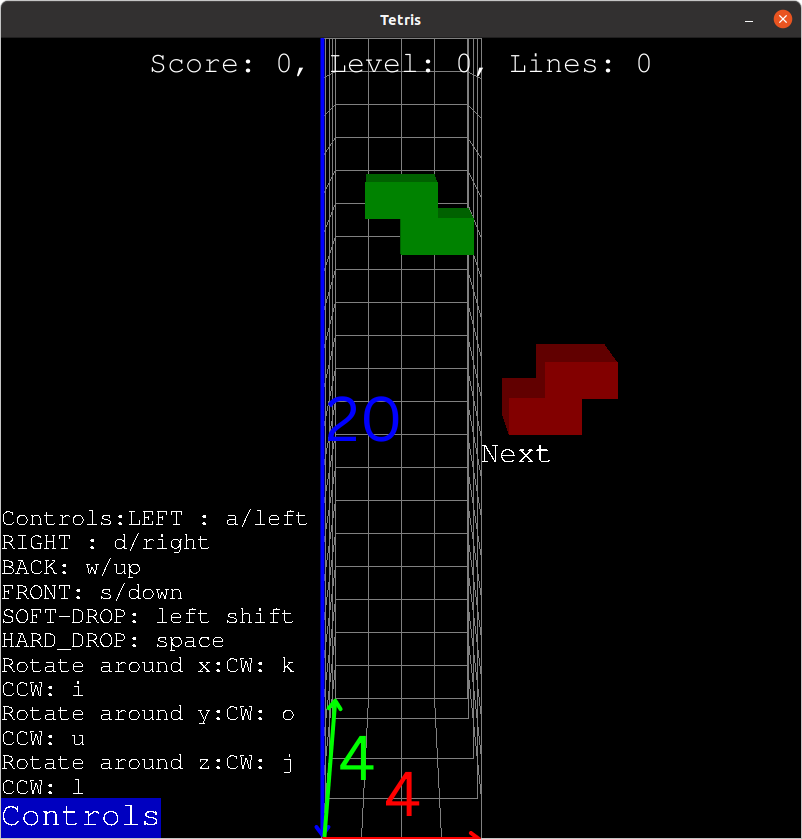 Tetris
Score: 0, Level: 0, Lines: 0
20
Next
Controls:LEFT : a/left
RIGHT : d/right
BACK: w/up
FRONT: s/down
SOFT-DROP: left shift
HARD_DROP: space
Rotate around x:CW: k
CCW: i
Rotate around y:CW: o
CCW: u
Rotate around z:CW: j
CCW: l
4
4
Controls